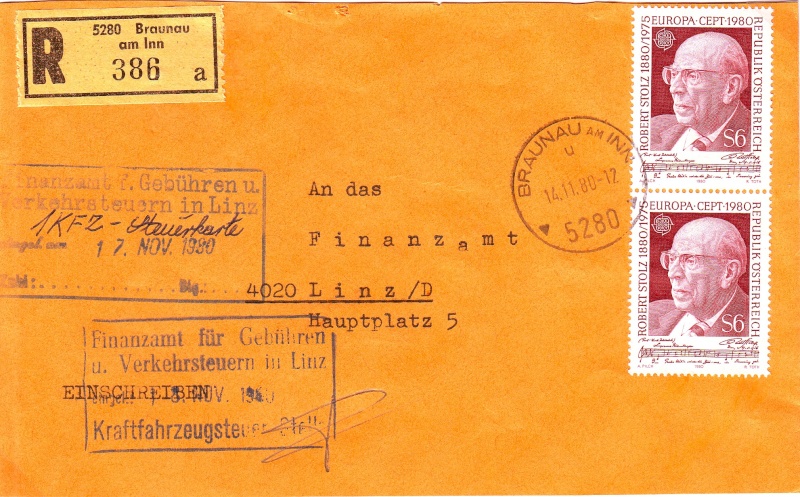 R
5280 Braunau
am Inn
386 a
EUROPA·CEPT·1980
ROBERT STOLZ 1880/1975
REPUBLIK ÖSTERREICH
S6
1980
EUROPA·CEPT·1980
ROBERT STOLZ 1880/1975
REPUBLIK ÖSTERREICH
S6
1980
BRAUNAU AM INN
u
14.11.80-12
5280
Finanzamt f. Gebühren u.
Verkehrsteuern in Linz
1 KFZ - Steuerkarte
17. NOV. 1980
An das
Finanzamt
4020 Linz/D
Hauptplatz 5
Finanzamt für Gebühren
u. Verkehrsteuern in Linz
EINSCHREIBEN
NOV. 1980
Kraftfahrzeugsteuer-Stelle